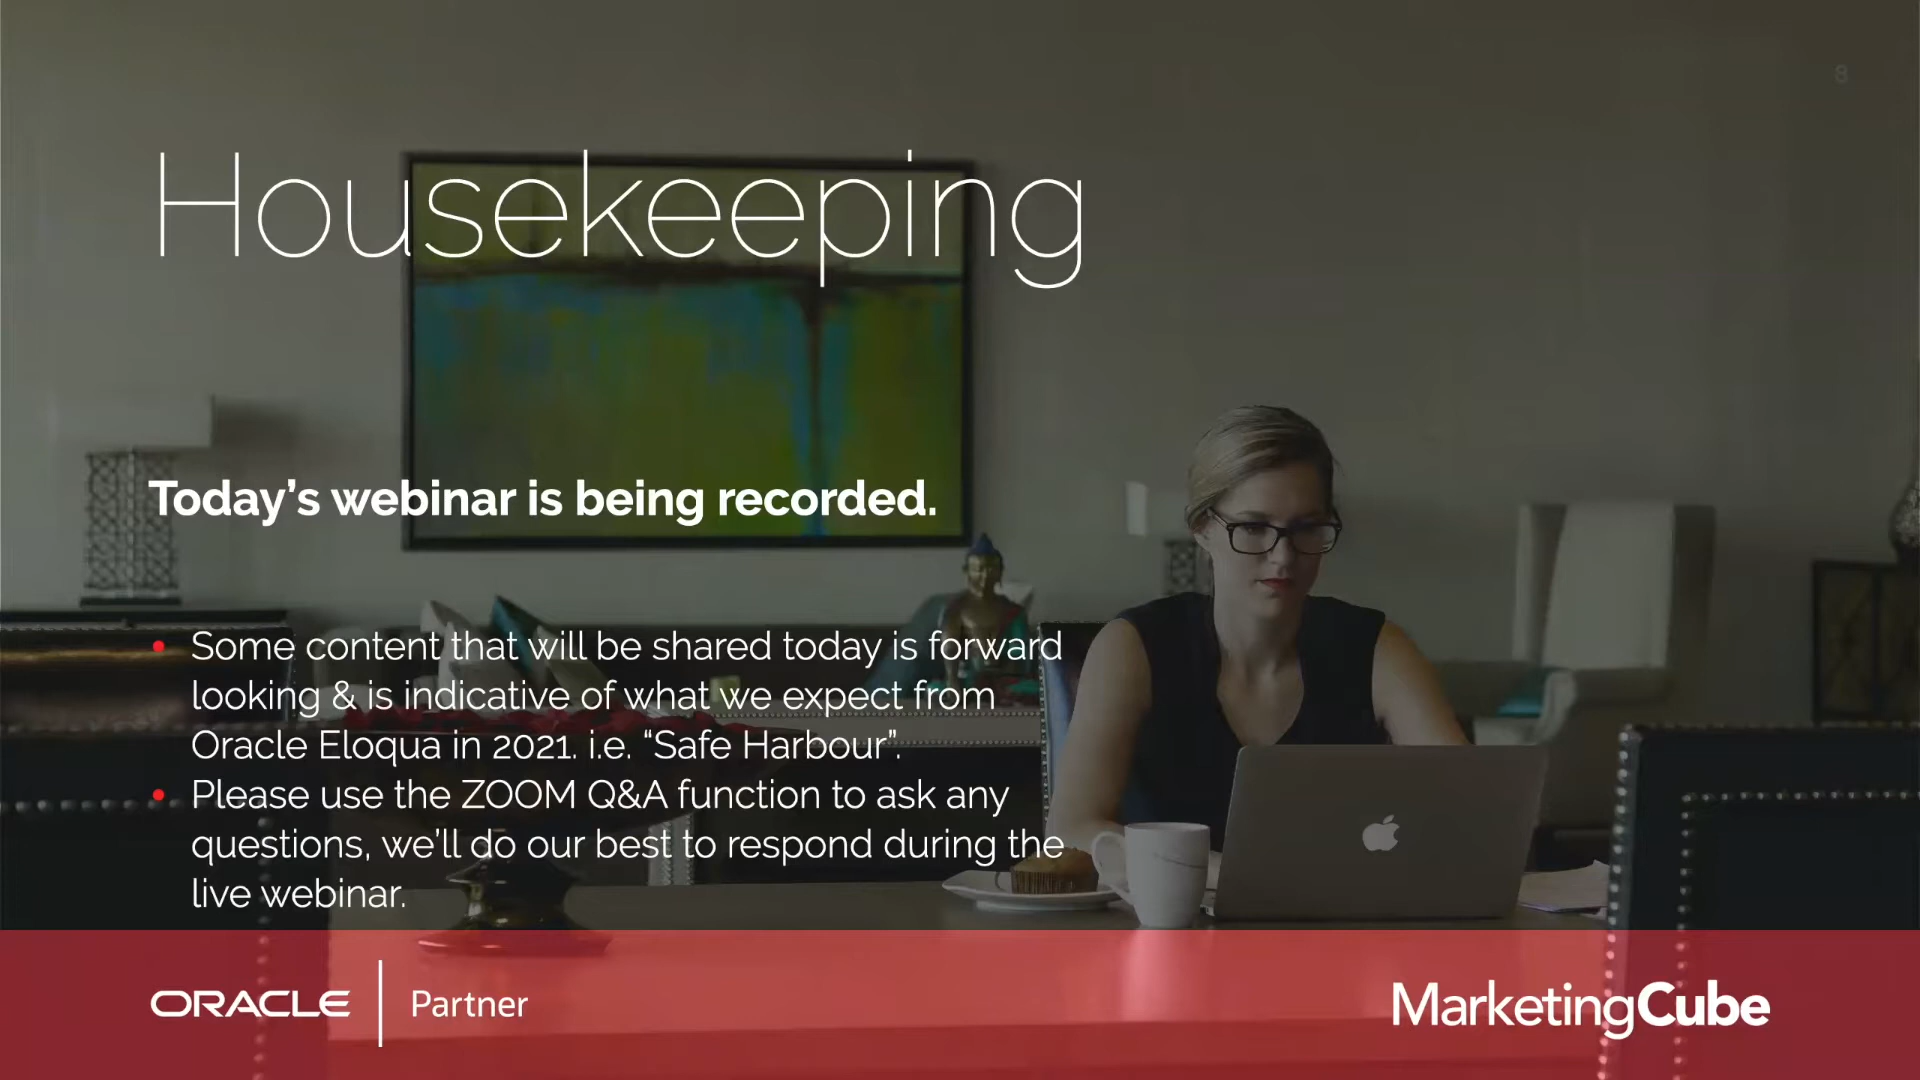 8
Housekeeping
Today’s webinar is being recorded.
• Some content that will be shared today is forward
looking & is indicative of what we expect from
Oracle Eloqua in 2021. i.e. “Safe Harbour”.
• Please use the ZOOM Q&A function to ask any
questions, we’ll do our best to respond during the
live webinar.
ORACLE | Partner
MarketingCube